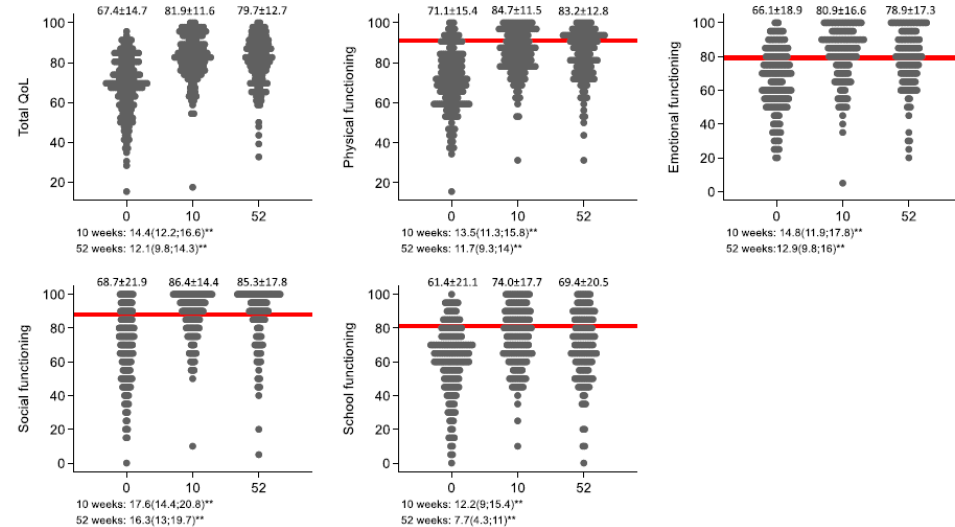 67.4±14.7 81.9±11.6 79.7±12.7
Total QoL
100
80
60
40
20
0 10 52
10 weeks: 14.4(12.2;16.6)**
52 weeks: 12.1(9.8;14.3)**
71.1±15.4 84.7±11.5 83.2±12.8
Physical functioning
100
80
60
40
20
0 10 52
10 weeks: 13.5(11.3;15.8)**
52 weeks: 11.7(9.3;14)**
66.1±18.9 80.9±16.6 78.9±17.3
Emotional functioning
100
80
60
40
20
0
0 10 52
10 weeks: 14.8(11.9;17.8)**
52 weeks:12.9(9.8;16)**
68.7±21.9 86.4±14.4 85.3±17.8
Social functioning
100
80
60
40
20
0
0 10 52
10 weeks: 17.6(14.4;20.8)**
52 weeks: 16.3(13;19.7)**
61.4±21.1 74.0±17.7 69.4±20.5
School functioning
100
80
60
40
20
0
0 10 52
10 weeks: 12.2(9;15.4)**
52 weeks: 7.7(4.3;11)**